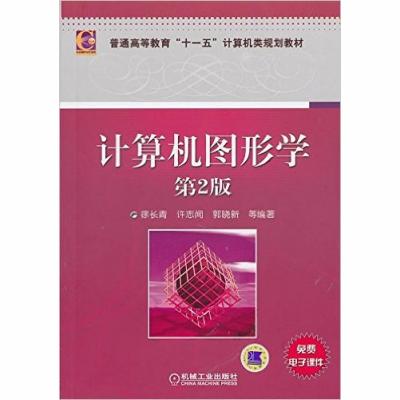 普通高等教育“十一五”计算机类规划教材
计算机图形学
第2版
徐长青 许志闻 郭晓新 等编著
免费
电子课件
机械工业出版社
CHINA MACHINE PRESS